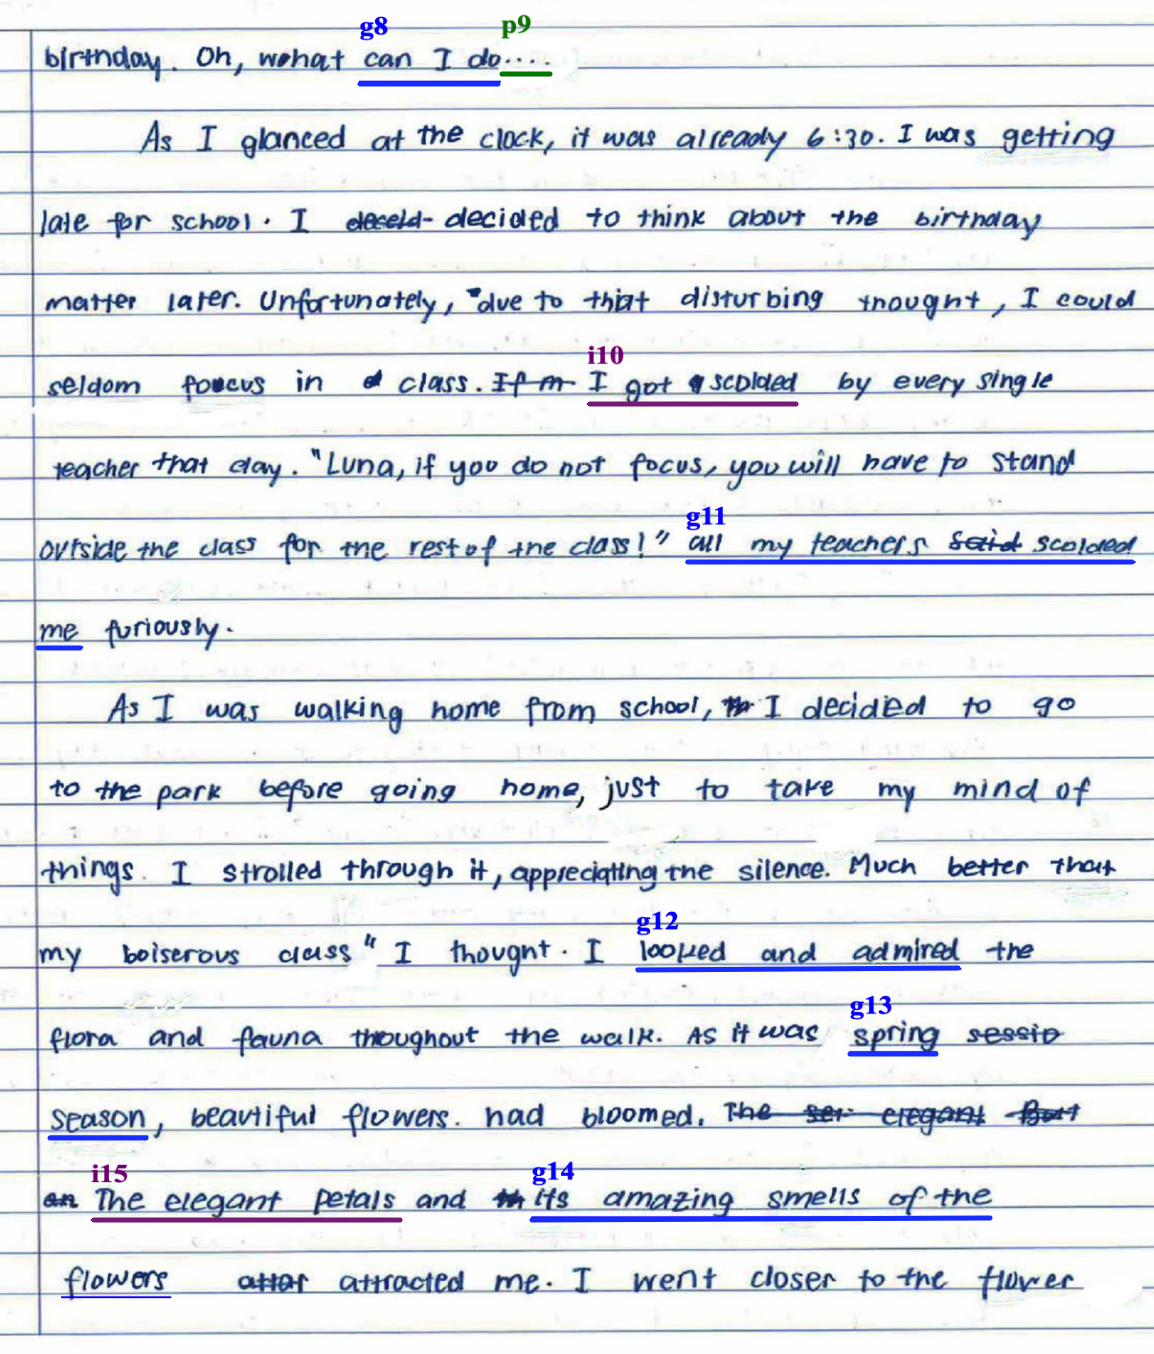 g8 p9
birthday. Oh, what can I do....
As I glanced at the clock, it was already 6:30. I was getting
late for school. I decided to think about the birthday
matter later. Unfortunately, due to that disturbing thought, I could
i10
seldom focus in class. If m I got scolded by every single
teacher that day. "Luna, if you do not focus, you will have to stand
g11
outside the class for the rest of the class!" all my teachers said scolded
me furiously.
As I was walking home from school, I decided to go
to the park before going home, just to take my mind of
things. I strolled through it, appreciating the silence. Much better that
g12
my boiserous class" I thought. I looked and admired the
g13
flora and fauna thoughout the walk. As it was spring sessio
season, beautiful flowers. had bloomed. The ser elegant But
i15 g14
an The elegant petals and its amazing smells of the
flowers attar attracted me. I went closer to the flower